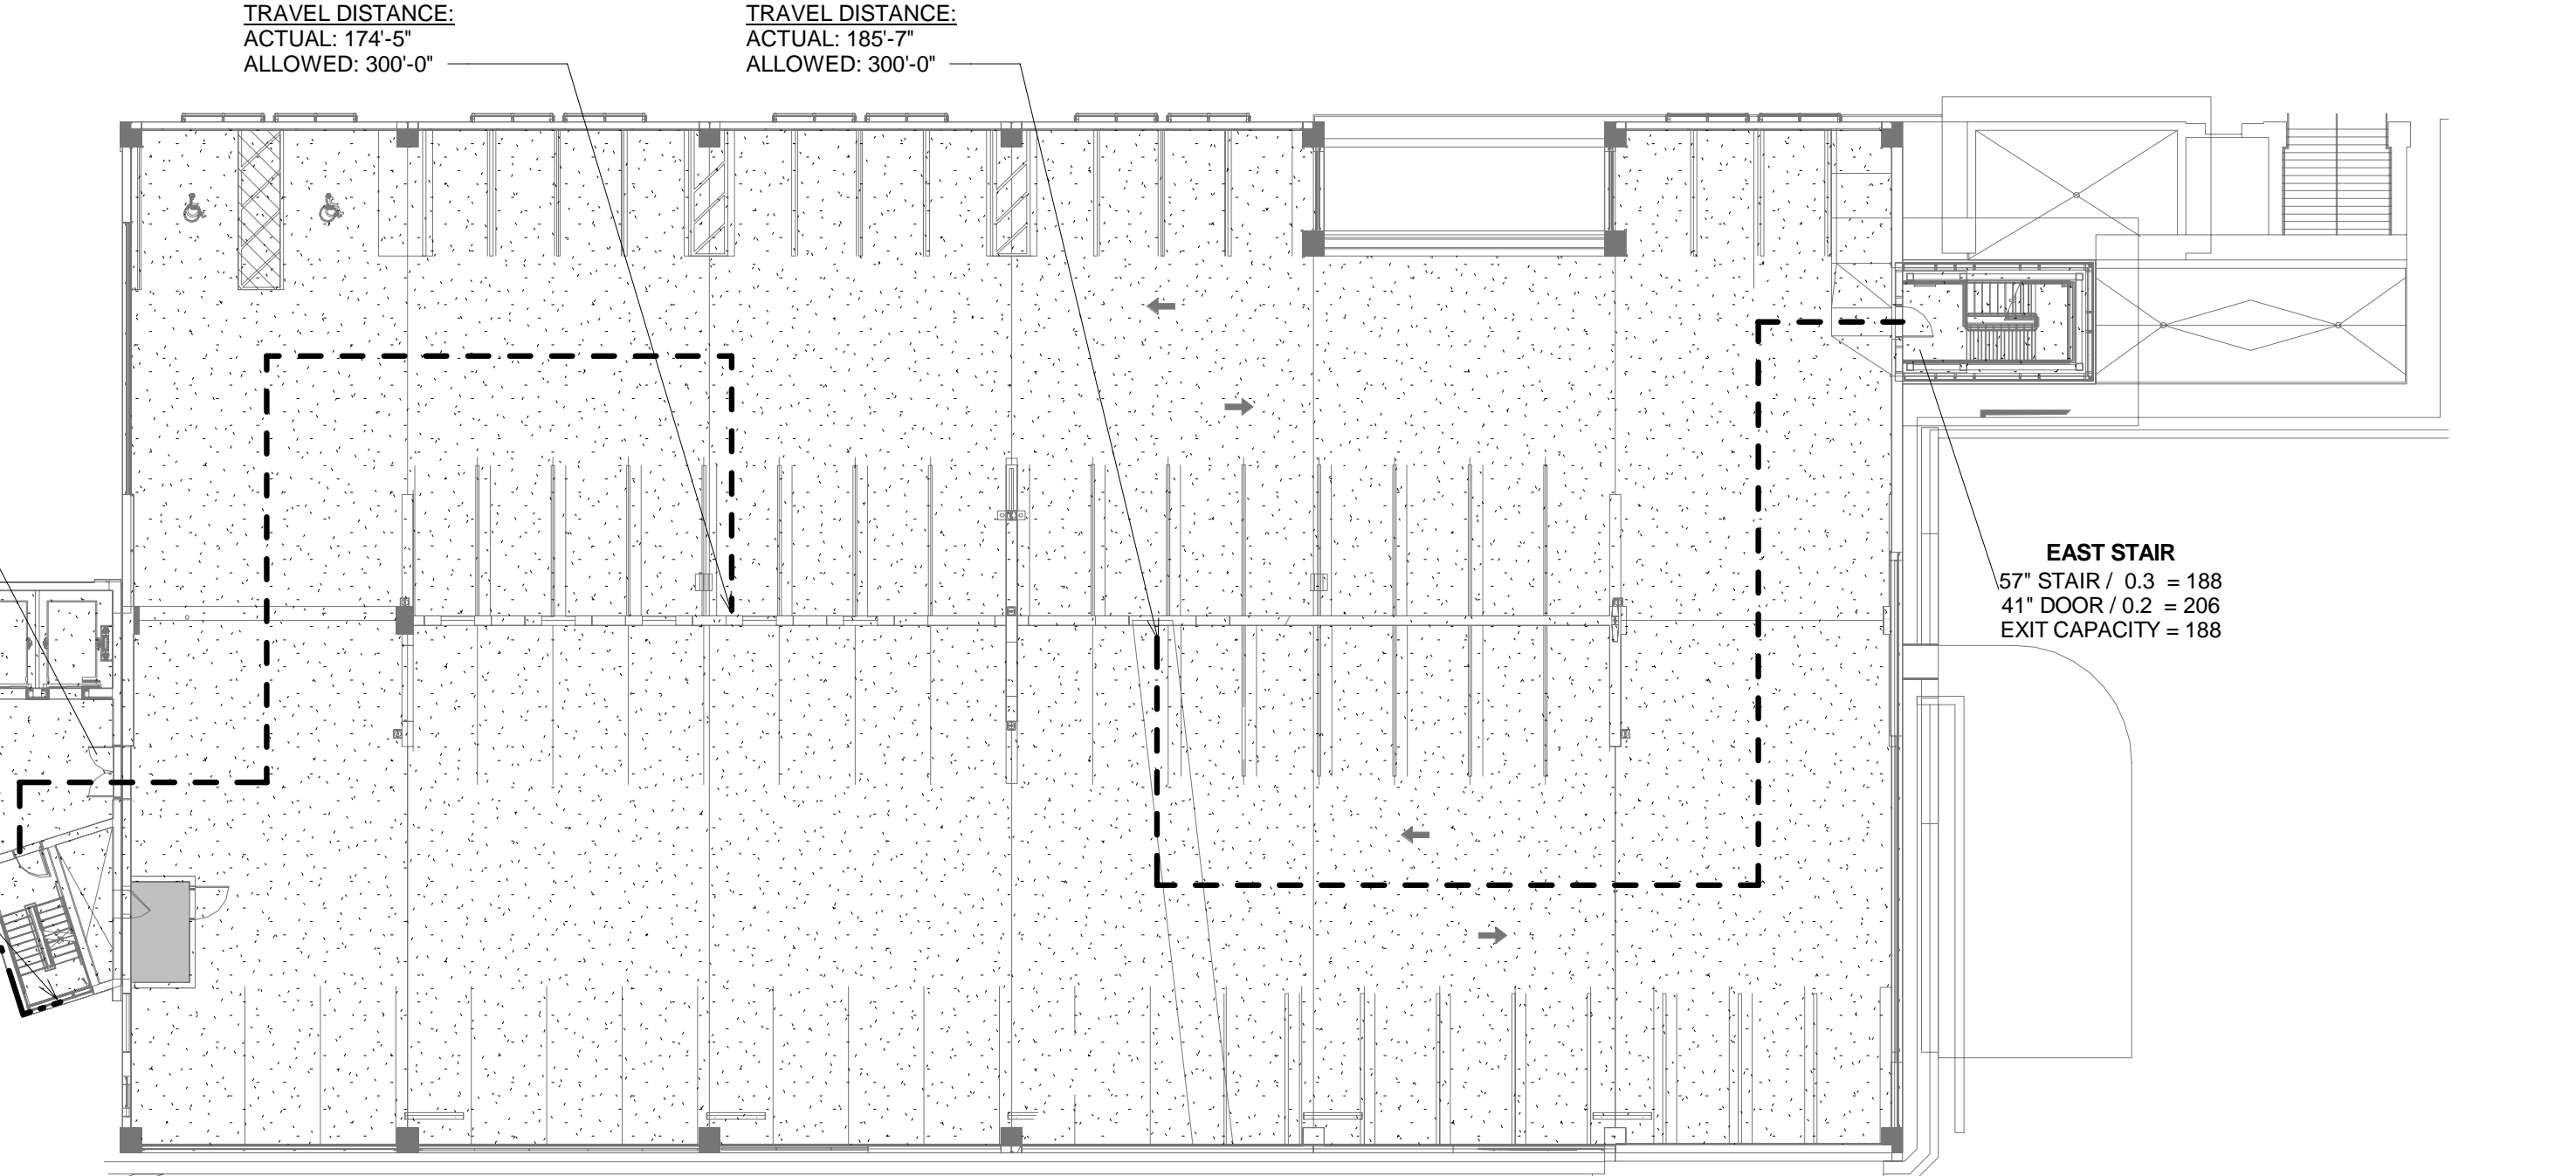 TRAVEL DISTANCE:
ACTUAL: 174'-5"
ALLOWED: 300'-0"
TRAVEL DISTANCE:
ACTUAL: 185'-7"
ALLOWED: 300'-0"
EAST STAIR
57" STAIR / 0.3 = 188
41" DOOR / 0.2 = 206
EXIT CAPACITY = 188